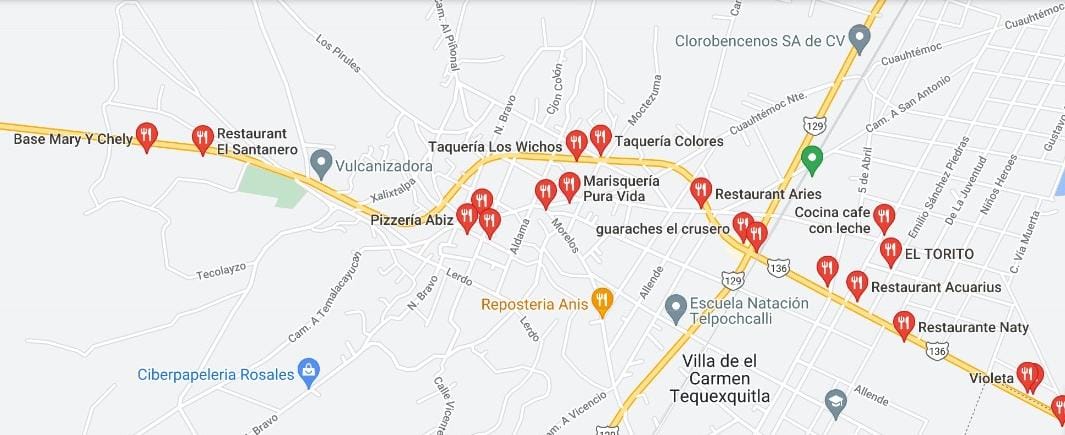 Cuauhtémoc
Cam. Al Piñonal
Los Pirules
Clorobencenos SA de CV
Cuauhtémoc
Cjon Colón
Moctezuma
N. Bravo
Cuauhtémoc Nte.
Cam. A San Antonio
Gustavo
129
Base Mary Y Chely
Restaurant
El Santanero
Taquería Los Wichos
Taquería Colores
Vulcanizadora
5 de Abril
Emilio Sánchez Piedras
De La Juventud
Niños Heroes
Xalixtalpa
Marisquería
Pura Vida
Restaurant Aries
Pizzería Abiz
Aldama
Morelos
guaraches el crusero
Cocina cafe
con leche
C. Vía Muerta
EL TORITO
Tecolayzo
Cam. A Temalacayucan
Lerdo
Allende
129
136
Restaurant Acuarius
N. Bravo
Reposteria Anis
Escuela Natación
Telpochcalli
Lerdo
Restaurante Naty
136
Ciberpapeleria Rosales
Villa de el
Carmen
Tequexquitla
Violeta
Calle Vicente
Cam. A Vicencio
Allende
129